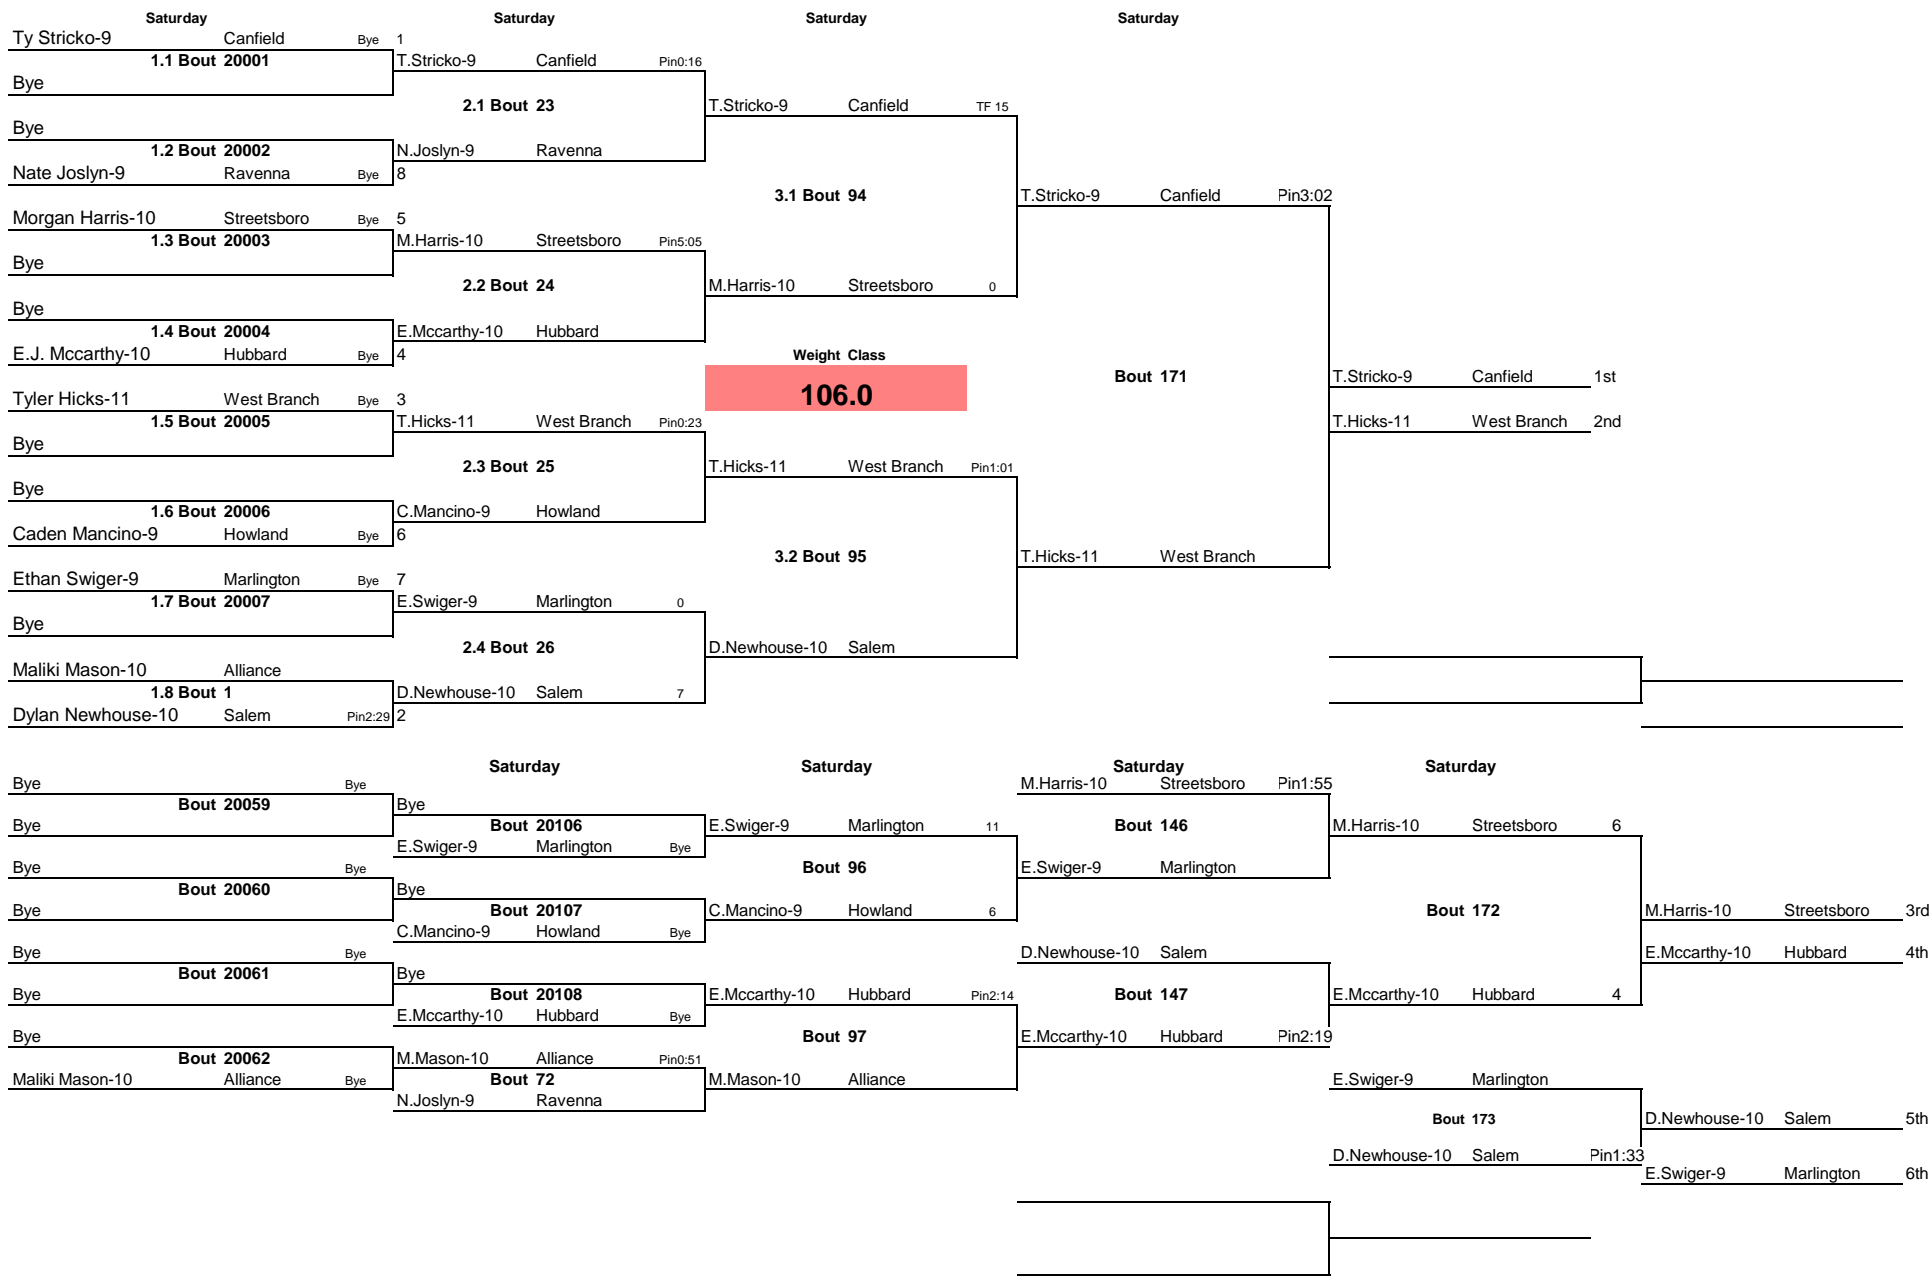 Saturday Saturday Saturday Saturday
Ty Stricko-9 Canfield Bye 1
1.1 Bout 20001 T.Stricko-9 Canfield Pin0:16
Bye
2.1 Bout 23 T.Stricko-9 Canfield TF 15
Bye
1.2 Bout 20002 N.Joslyn-9 Ravenna
Nate Joslyn-9 Ravenna Bye 8
3.1 Bout 94 T.Stricko-9 Canfield Pin3:02
Morgan Harris-10 Streetsboro Bye 5
1.3 Bout 20003 M.Harris-10 Streetsboro Pin5:05
Bye
2.2 Bout 24 M.Harris-10 Streetsboro 0
Bye
1.4 Bout 20004 E.Mccarthy-10 Hubbard
E.J. Mccarthy-10 Hubbard Bye 4 Weight Class
Bout 171 T.Stricko-9 Canfield 1st
Tyler Hicks-11 West Branch Bye 3 106.0
1.5 Bout 20005 T.Hicks-11 West Branch Pin0:23 T.Hicks-11 West Branch 2nd
Bye
2.3 Bout 25 T.Hicks-11 West Branch Pin1:01
Bye
1.6 Bout 20006 C.Mancino-9 Howland
Caden Mancino-9 Howland Bye 6
3.2 Bout 95 T.Hicks-11 West Branch
Ethan Swiger-9 Marlington Bye 7
1.7 Bout 20007 E.Swiger-9 Marlington 0
Bye
2.4 Bout 26 D.Newhouse-10 Salem
Maliki Mason-10 Alliance
1.8 Bout 1 D.Newhouse-10 Salem 7
Dylan Newhouse-10 Salem Pin2:29 2
Saturday Saturday Saturday Saturday
Bye Bye M.Harris-10 Streetsboro Pin1:55
Bout 20059 Bye
Bye Bout 20106 E.Swiger-9 Marlington 11 Bout 146 M.Harris-10 Streetsboro 6
E.Swiger-9 Marlington Bye
Bye Bye Bout 96 E.Swiger-9 Marlington
Bout 20060 Bye
Bye Bout 20107 C.Mancino-9 Howland 6 Bout 172 M.Harris-10 Streetsboro 3rd
C.Mancino-9 Howland Bye
Bye Bye D.Newhouse-10 Salem E.Mccarthy-10 Hubbard 4th
Bout 20061 Bye
Bye Bout 20108 E.Mccarthy-10 Hubbard Pin2:14 Bout 147 E.Mccarthy-10 Hubbard 4
E.Mccarthy-10 Hubbard Bye
Bye Bout 97 E.Mccarthy-10 Hubbard Pin2:19
Bout 20062 M.Mason-10 Alliance Pin0:51
Maliki Mason-10 Alliance Bye Bout 72 M.Mason-10 Alliance E.Swiger-9 Marlington
N.Joslyn-9 Ravenna
Bout 173 D.Newhouse-10 Salem 5th
D.Newhouse-10 Salem Pin1:33
E.Swiger-9 Marlington 6th